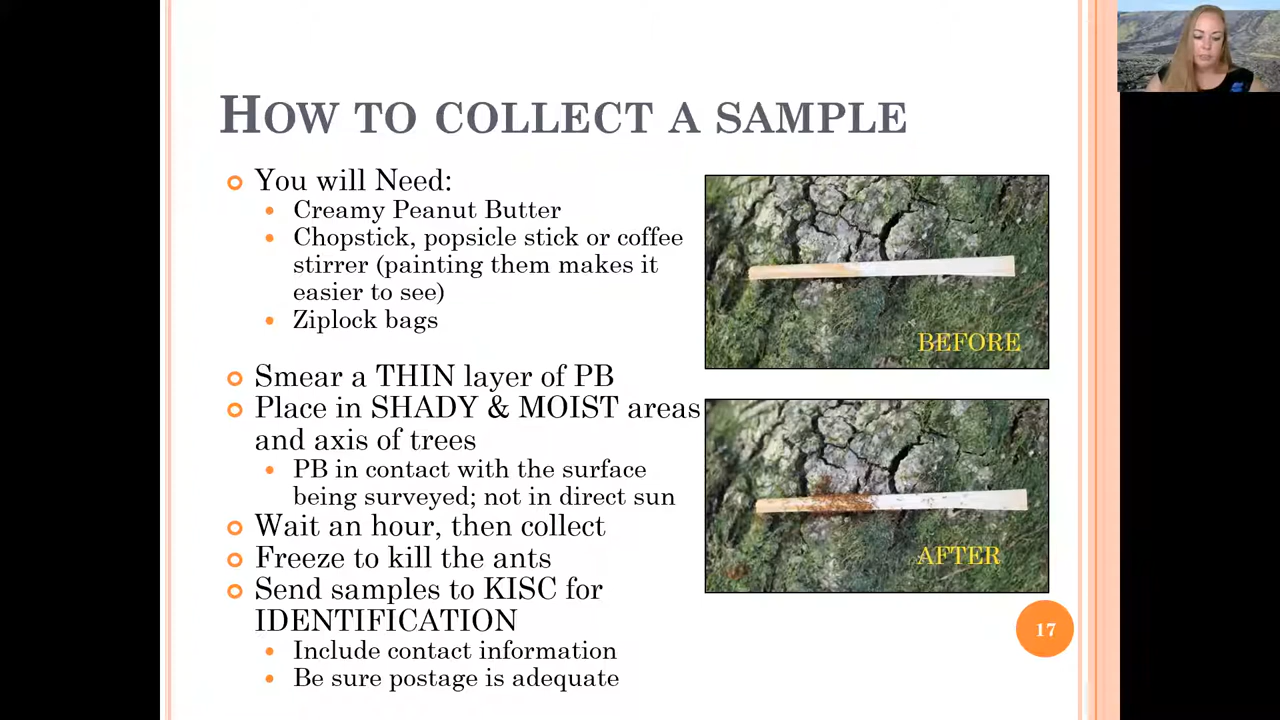 HOW TO COLLECT A SAMPLE
You will Need:
Creamy Peanut Butter
Chopstick, popsicle stick or coffee
stirrer (painting them makes it
easier to see)
Ziplock bags
Smear a THIN layer of PB
Place in SHADY & MOIST areas
and axis of trees
PB in contact with the surface
being surveyed; not in direct sun
Wait an hour, then collect
Freeze to kill the ants
Send samples to KISC for
IDENTIFICATION
Include contact information
Be sure postage is adequate
BEFORE
AFTER
17